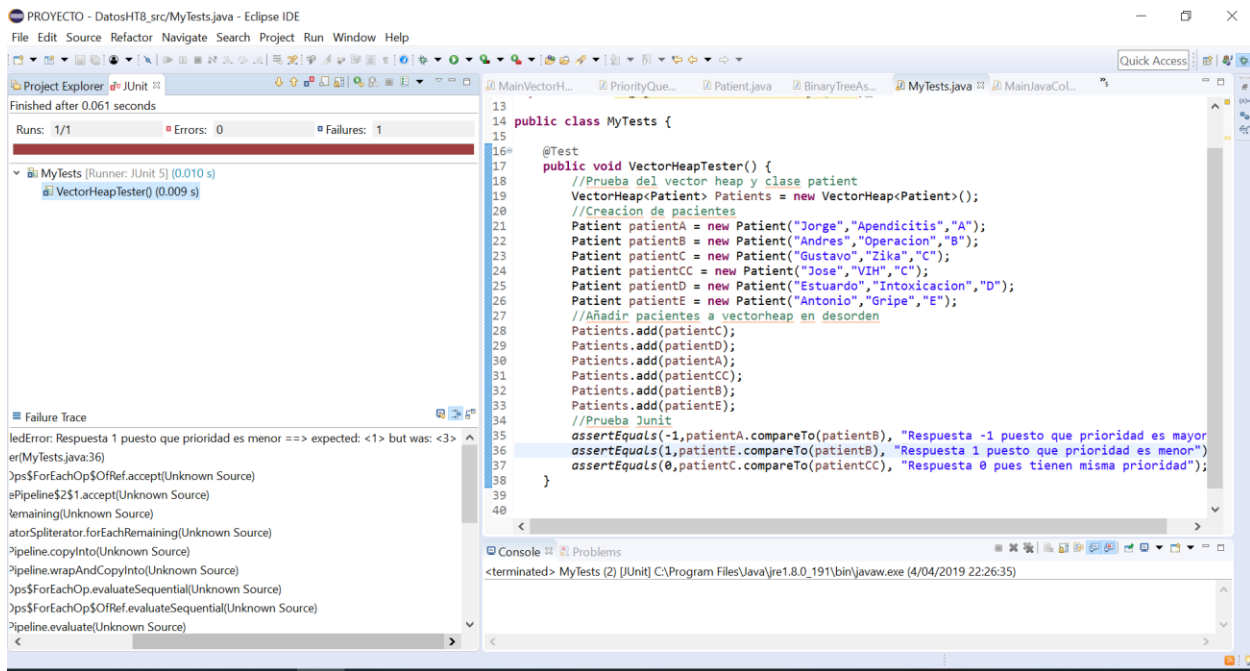 PROYECTO - DatosHT8_src/MyTests.java - Eclipse IDE
File Edit Source Refactor Navigate Search Project Run Window Help
Quick Access
Project Explorer JUnit
Finished after 0.061 seconds
Runs: 1/1 Errors: 0 Failures: 1
MyTests [Runner: JUnit 5] (0.010 s)
VectorHeapTester() (0.009 s)
Failure Trace
ledError: Respuesta 1 puesto que prioridad es menor ==> expected: <1> but was: <3>
er(MyTests.java:36)
Ops$ForEachOp$OfRef.accept(Unknown Source)
ePipeline$2$1.accept(Unknown Source)
Remaining(Unknown Source)
atorSpliterator.forEachRemaining(Unknown Source)
Pipeline.copyInto(Unknown Source)
Pipeline.wrapAndCopyInto(Unknown Source)
Ops$ForEachOp.evaluateSequential(Unknown Source)
Ops$ForEachOp$OfRef.evaluateSequential(Unknown Source)
Pipeline.evaluate(Unknown Source)
MainVectorH... PriorityQue... Patient.java BinaryTreeAs... MyTests.java MainJavaCol... 
13
14 public class MyTests {
15
16 @Test
17 public void VectorHeapTester() {
18 //Prueba del vector heap y clase patient
19 VectorHeap<Patient> Patients = new VectorHeap<Patient>();
20 //Creacion de pacientes
21 Patient patientA = new Patient("Jorge","Apendicitis","A");
22 Patient patientB = new Patient("Andres","Operacion","B");
23 Patient patientC = new Patient("Gustavo","Zika","C");
24 Patient patientCC = new Patient("Jose","VIH","C");
25 Patient patientD = new Patient("Estuardo","Intoxicacion","D");
26 Patient patientE = new Patient("Antonio","Gripe","E");
27 //Añadir pacientes a vectorheap en desorden
28 Patients.add(patientC);
29 Patients.add(patientD);
30 Patients.add(patientA);
31 Patients.add(patientCC);
32 Patients.add(patientB);
33 Patients.add(patientE);
34 //Prueba Junit
35 assertEquals(-1,patientA.compareTo(patientB), "Respuesta -1 puesto que prioridad es mayor
36 assertEquals(1,patientE.compareTo(patientB), "Respuesta 1 puesto que prioridad es menor")
37 assertEquals(0,patientC.compareTo(patientCC), "Respuesta 0 pues tienen misma prioridad");
38 }
39
40
Console Problems
<terminated> MyTests (2) [JUnit] C:\Program Files\Java\jre1.8.0_191\bin\javaw.exe (4/04/2019 22:26:35)